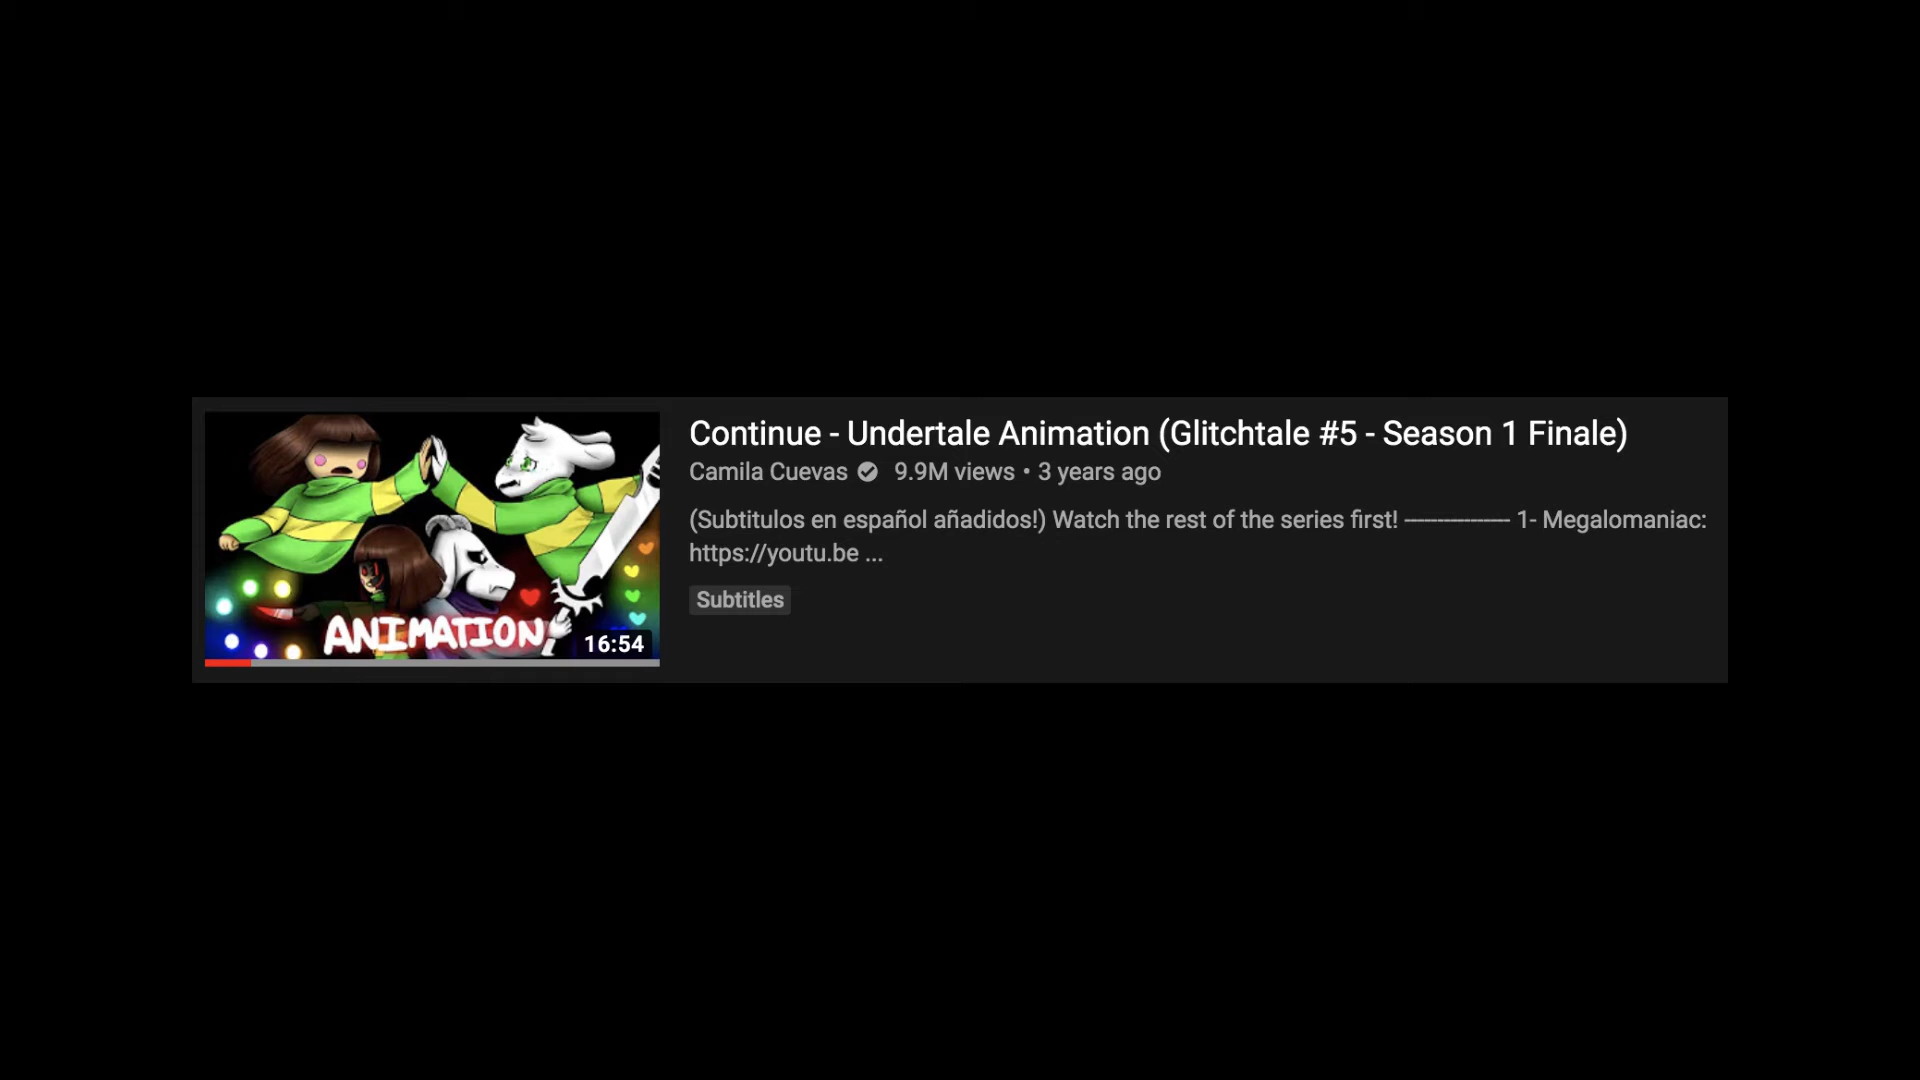 Continue - Undertale Animation (Glitchtale #5 - Season 1 Finale)
Camila Cuevas 9.9M views • 3 years ago
(Subtitulos en español añadidos!) Watch the rest of the series first! ---------------------- 1- Megalomaniac:
https://youtu.be ...
Subtitles
ANIMATION
16:54